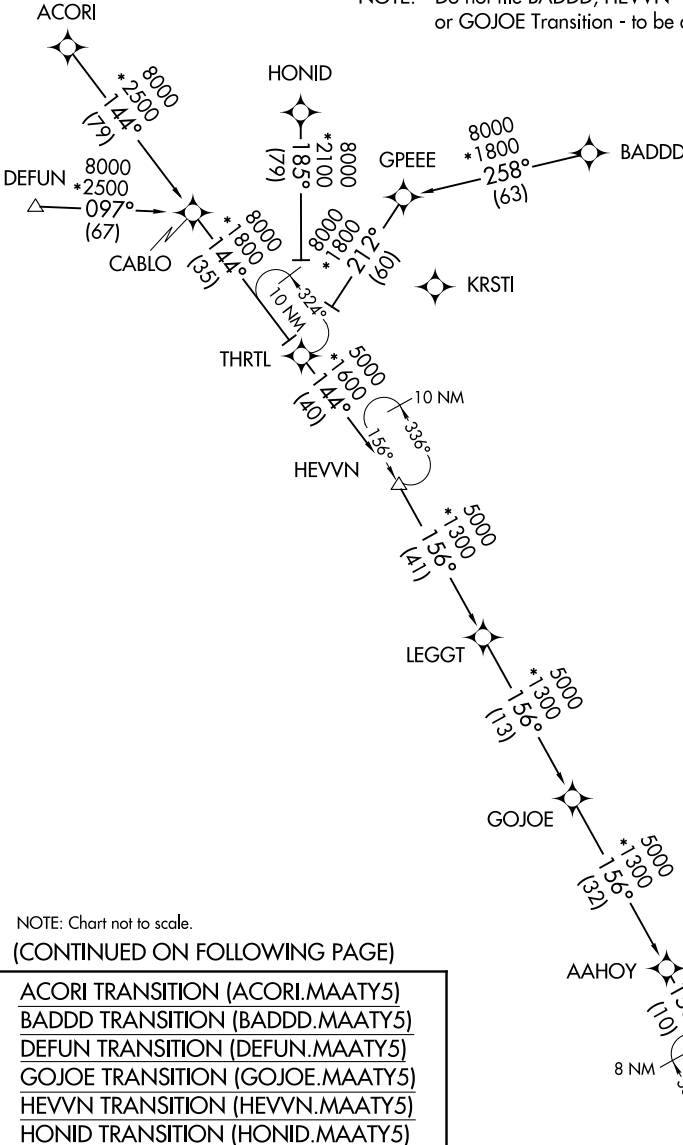 NOTE: Do not file BADDD, HEVVN
or GOJOE Transition - to be
ACORI
8000
*2500
144°
(79)
HONID
8000
*2100
185°
(79)
GPEEE
8000
*1800
258°
(63)
BADDD
DEFUN
8000
*2500
097°
(67)
CABLO
8000
*1800
144°
(35)
8000
*1800
212°
(60)
KRSTI
10 NM
324°
THRTL
5000
*1600
144°
(40)
10 NM
336°
156°
HEVVN
5000
*1300
156°
(41)
LEGGT
5000
*1300
156°
(13)
GOJOE
5000
*1300
156°
(32)
AAHOY
(10)
8 NM
NOTE: Chart not to scale.
(CONTINUED ON FOLLOWING PAGE)
ACORI TRANSITION (ACORI.MAATY5)
BADDD TRANSITION (BADDD.MAATY5)
DEFUN TRANSITION (DEFUN.MAATY5)
GOJOE TRANSITION (GOJOE.MAATY5)
HEVVN TRANSITION (HEVVN.MAATY5)
HONID TRANSITION (HONID.MAATY5)